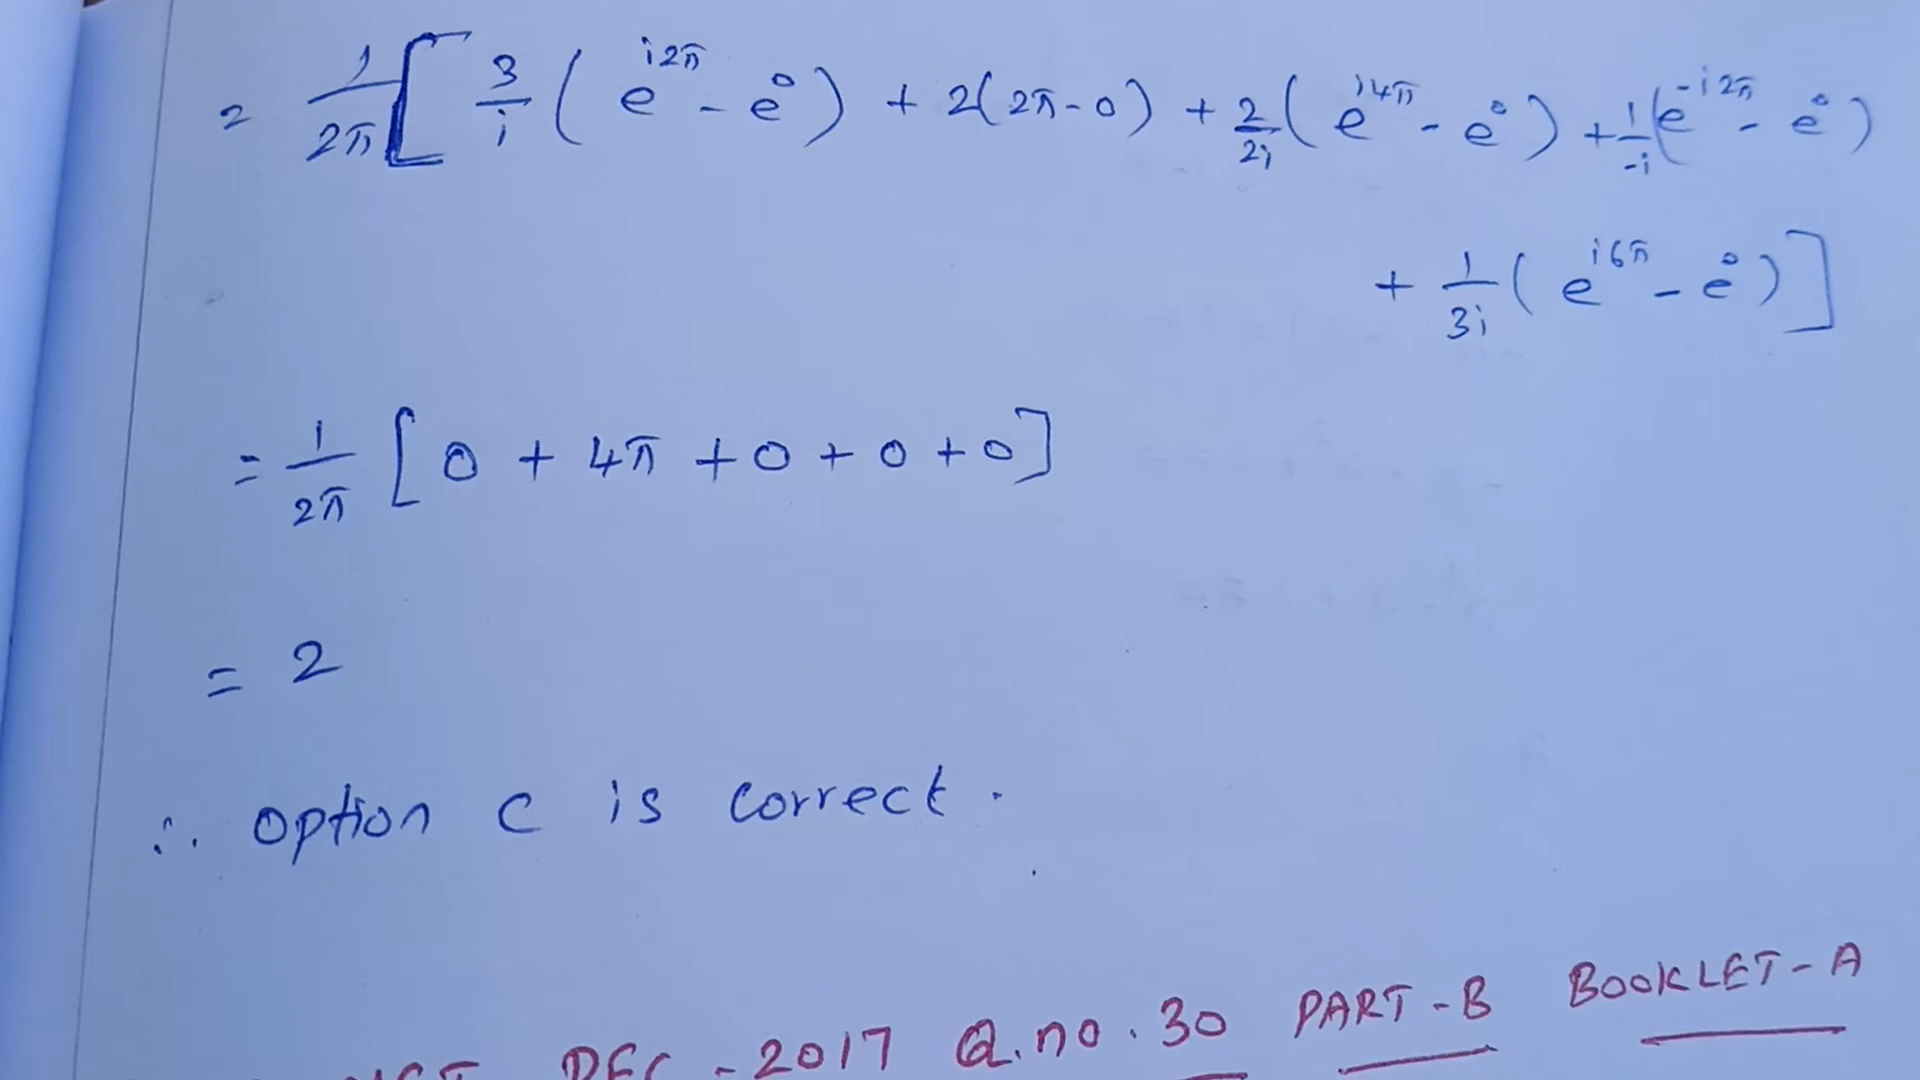 = 1/2π [ 3/i ( e^{i2π} - e^0 ) + 2(2π-0) + 2/2i ( e^{i4π} - e^0 ) + 1/-i (e^{-i2π} - e^0 )
+ 1/3i ( e^{i6π} - e^0 ) ]
= 1/2π [ 0 + 4π + 0 + 0 + 0 ]
= 2
∴ option c is correct.
DEC - 2017 Q.no. 30 PART-B BOOKLET-A